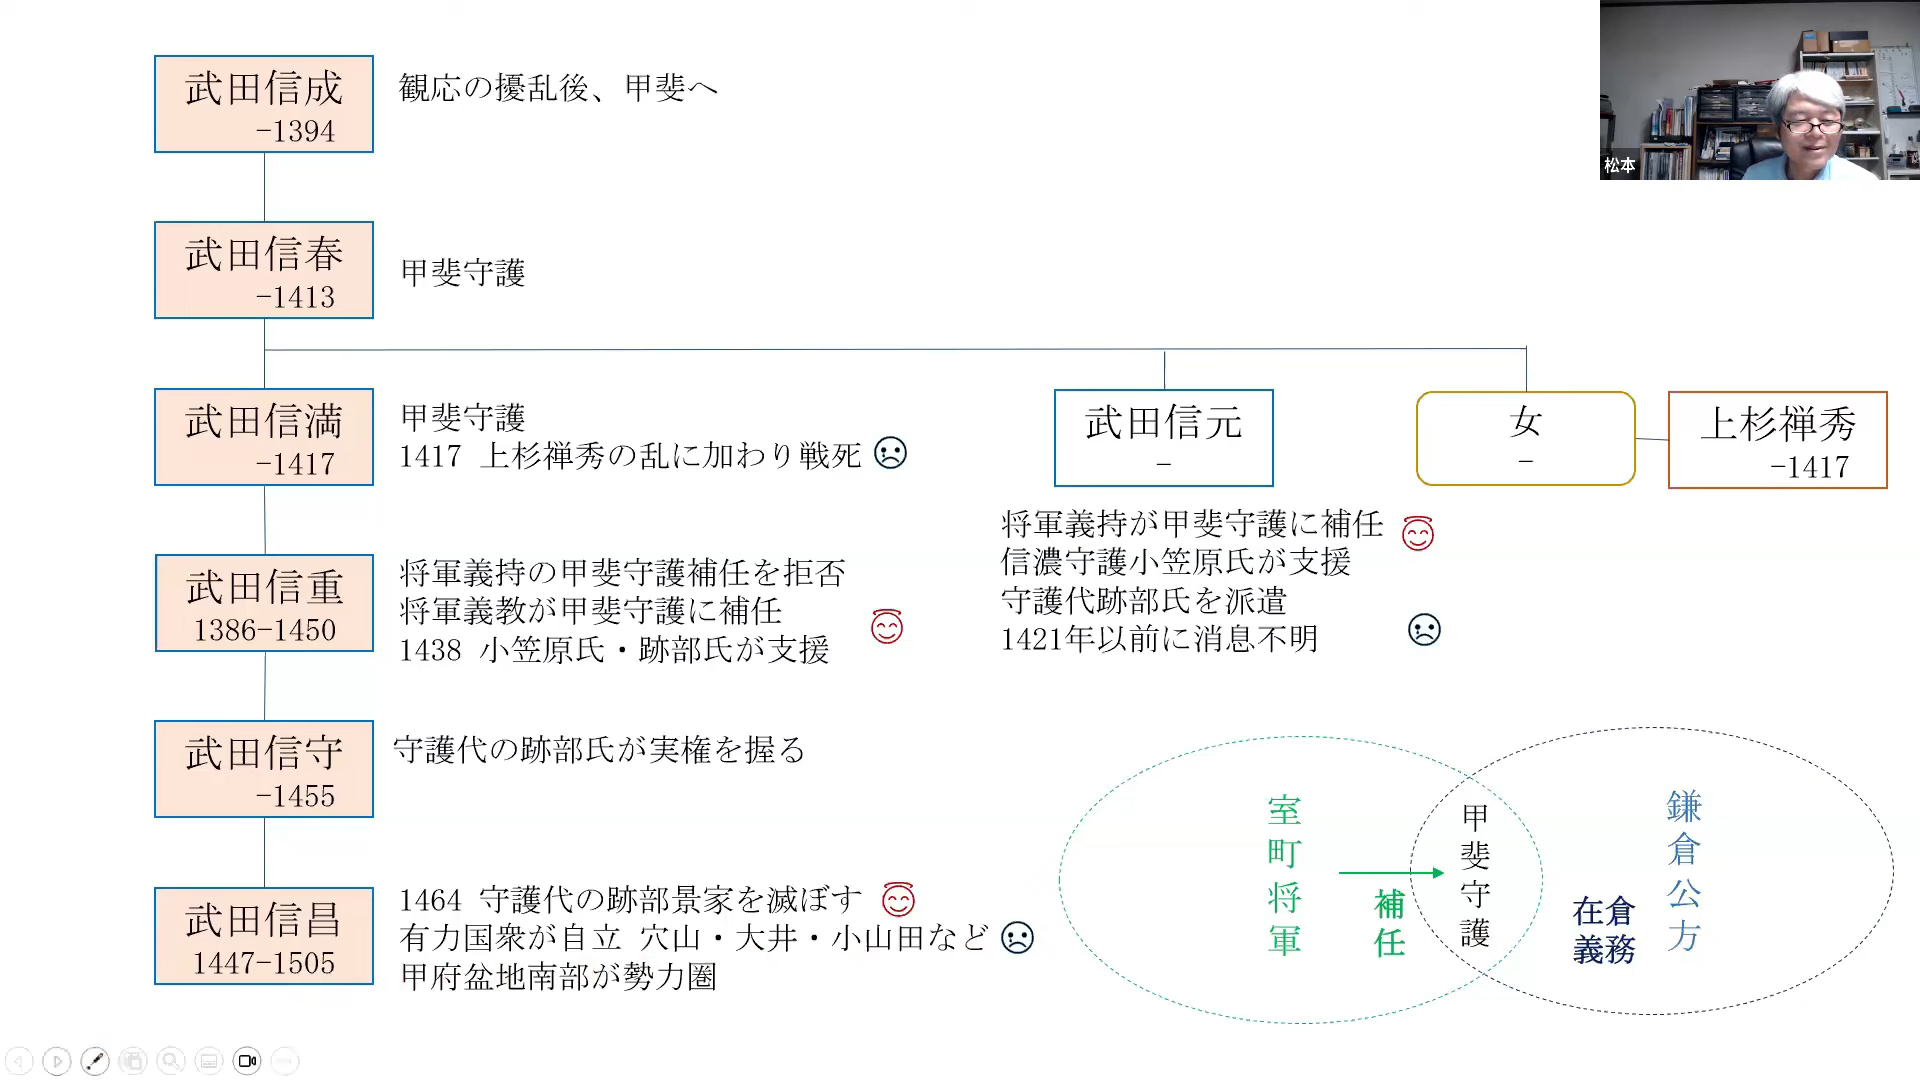 武田信成
-1394
観応の擾乱後、甲斐へ
松本
武田信春
-1413
甲斐守護
武田信満
-1417
甲斐守護
1417 上杉禅秀の乱に加わり戦死
武田信元
-
女
-
上杉禅秀
-1417
将軍義持が甲斐守護に補任
信濃守護小笠原氏が支援
守護代跡部氏を派遣
1421年以前に消息不明
武田信重
1386-1450
将軍義持の甲斐守護補任を拒否
将軍義教が甲斐守護に補任
1438 小笠原氏・跡部氏が支援
武田信守
-1455
守護代の跡部氏が実権を握る
武田信昌
1447-1505
1464 守護代の跡部景家を滅ぼす
有力国衆が自立 穴山・大井・小山田など
甲府盆地南部が勢力圏
室町将軍
補任
甲斐守護
在倉
義務
鎌倉公方